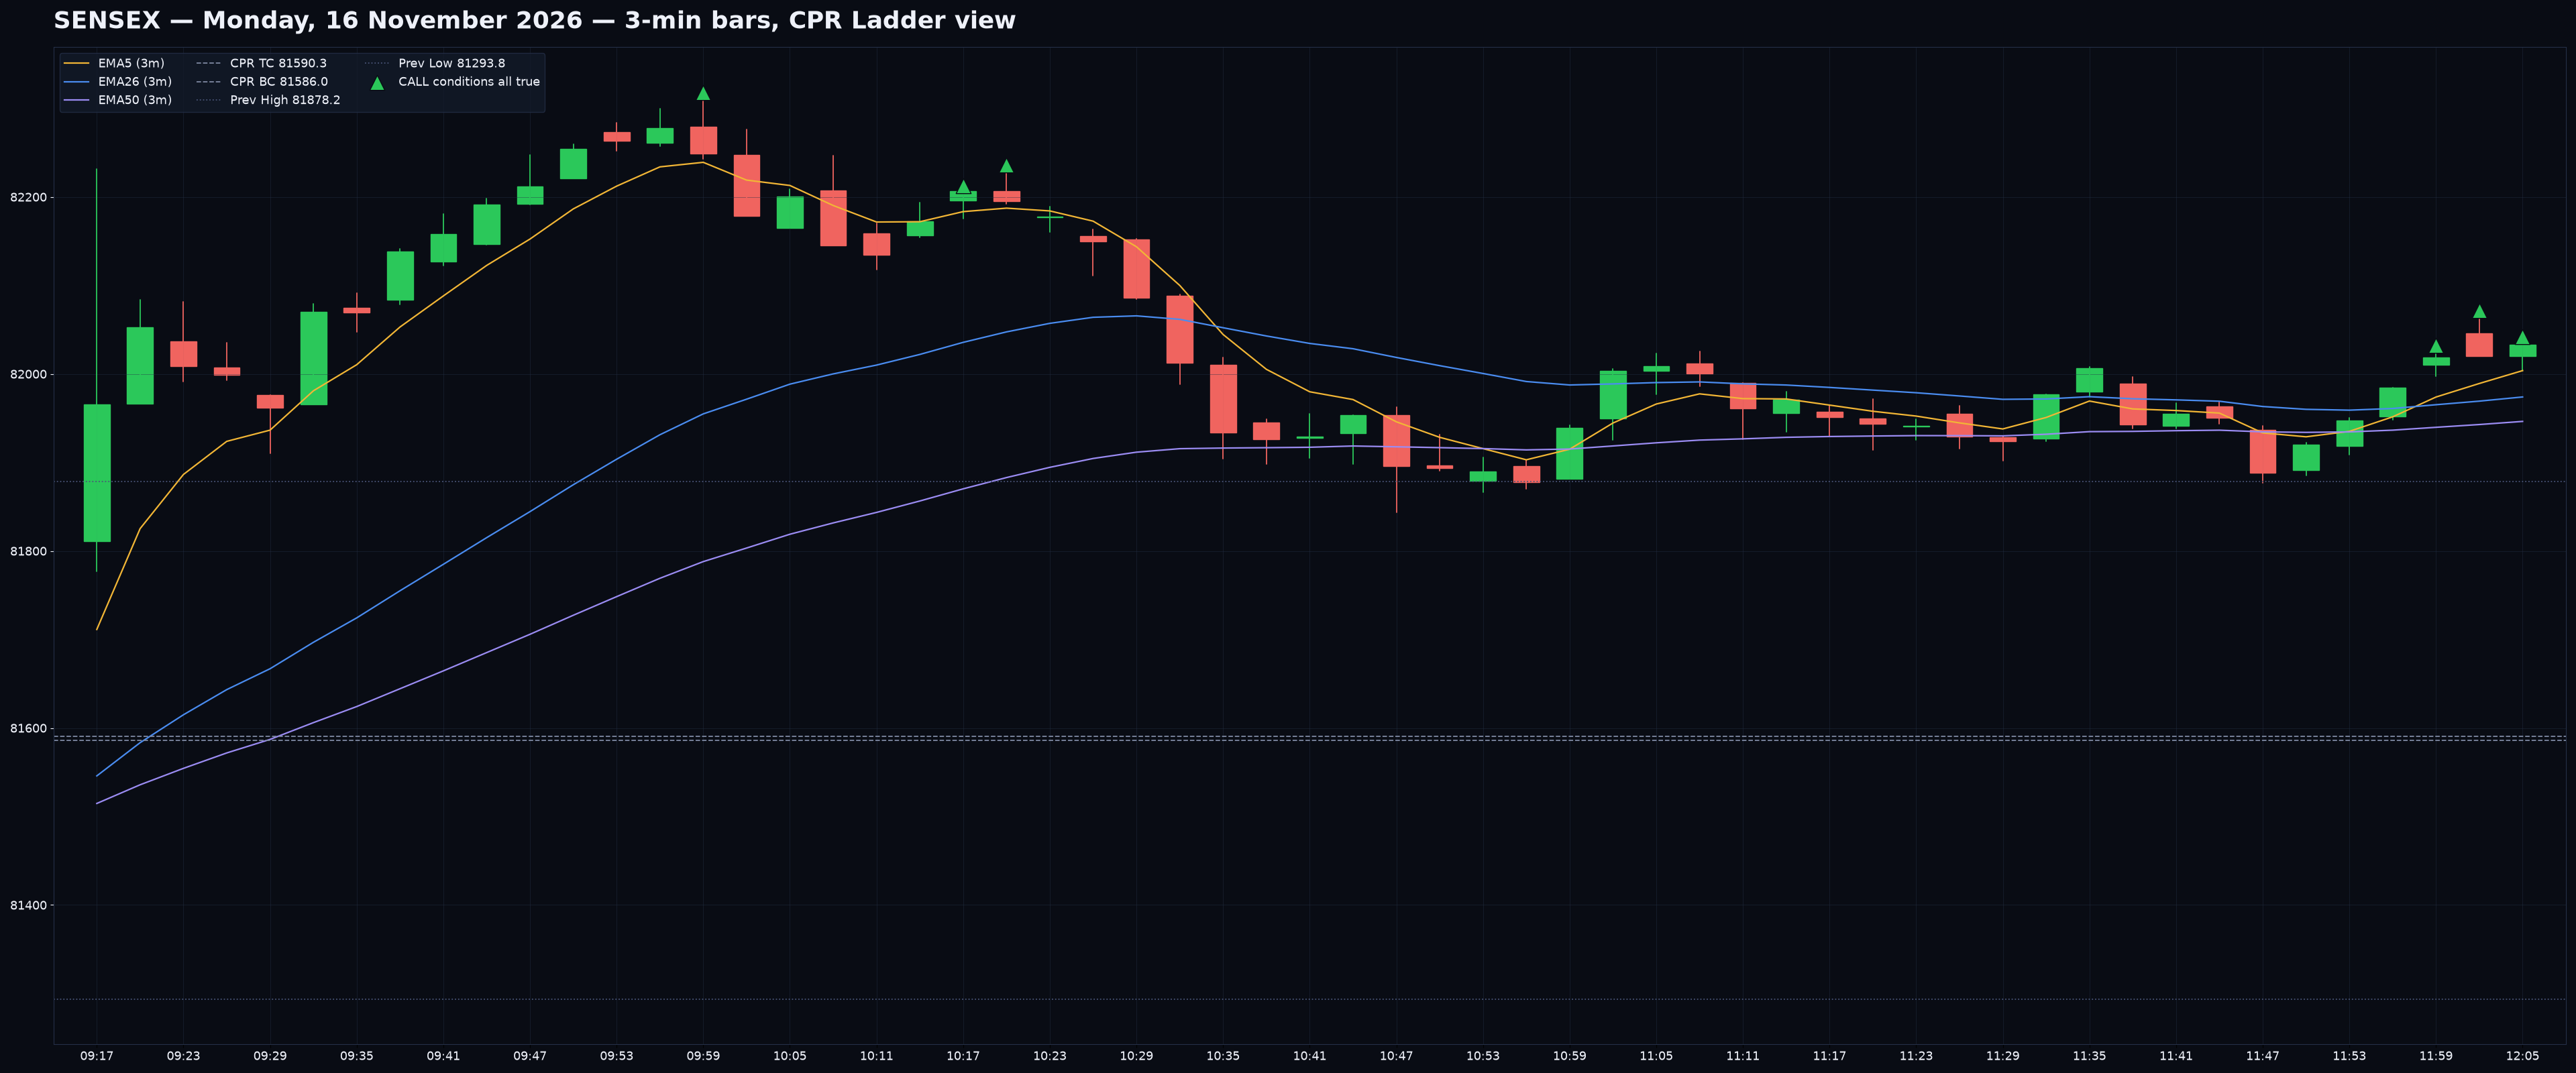 SENSEX — Monday, 16 November 2026 — 3-min bars, CPR Ladder view
EMA5 (3m)
EMA26 (3m)
EMA50 (3m)
CPR TC 81590.3
CPR BC 81586.0
Prev High 81878.2
Prev Low 81293.8
CALL conditions all true
82200
82000
81800
81600
81400
09:17 09:23 09:29 09:35 09:41 09:47 09:53 09:59 10:05 10:11 10:17 10:23 10:29 10:35 10:41 10:47 10:53 10:59 11:05 11:11 11:17 11:23 11:29 11:35 11:41 11:47 11:53 11:59 12:05